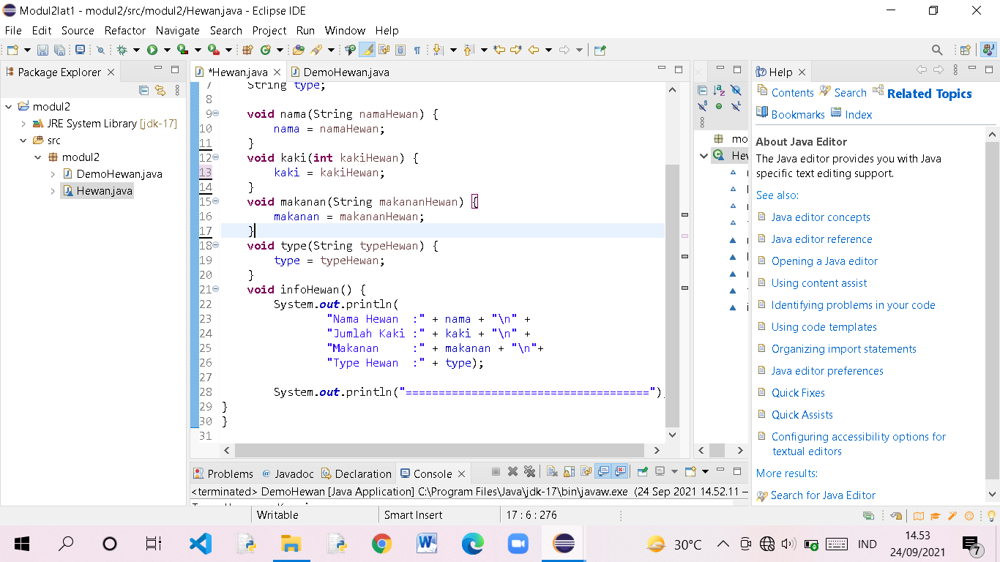 Modul2lat1 - modul2/src/modul2/Hewan.java - Eclipse IDE
File Edit Source Refactor Navigate Search Project Run Window Help
Package Explorer
modul2
JRE System Library [jdk-17]
src
modul2
DemoHewan.java
Hewan.java
*Hewan.java DemoHewan.java
7 String type;
8
9 void nama(String namaHewan) {
10 nama = namaHewan;
11 }
12 void kaki(int kakiHewan) {
13 kaki = kakiHewan;
14 }
15 void makanan(String makananHewan) {
16 makanan = makananHewan;
17 }
18 void type(String typeHewan) {
19 type = typeHewan;
20 }
21 void infoHewan() {
22 System.out.println(
23 "Nama Hewan  :" + nama + "\n" +
24 "Jumlah Kaki :" + kaki + "\n" +
25 "Makanan     :" + makanan + "\n"+
26 "Type Hewan  :" + type);
27
28 System.out.println("=====================================")
29 }
30 }
31
Problems Javadoc Declaration Console
<terminated> DemoHewan [Java Application] C:\Program Files\Java\jdk-17\bin\javaw.exe (24 Sep 2021 14.52.11 –
mo
Hew
Help
Contents Search Related Topics
Bookmarks Index
About Java Editor
The Java editor provides you with Java
specific text editing support.
See also:
Java editor concepts
Java editor reference
Opening a Java editor
Using content assist
Identifying problems in your code
Using code templates
Organizing import statements
Java editor preferences
Quick Fixes
Quick Assists
Configuring accessibility options for
textual editors
More results:
Search for Java Editor
Writable Smart Insert 17 : 6 : 276
30°C IND 14.53
24/09/2021
7